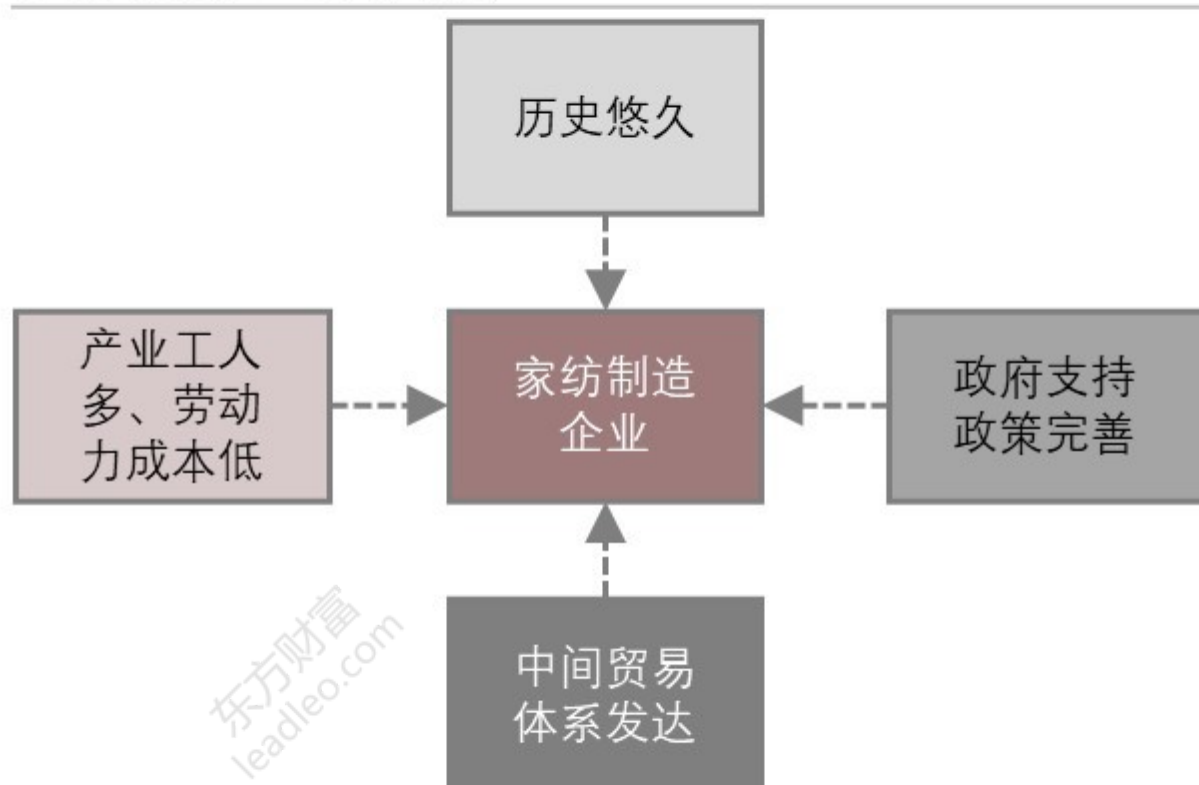 历史悠久
产业工人
多、劳动
力成本低
家纺制造
企业
政府支持
政策完善
中间贸易
体系发达
东方财富
leadleo.com